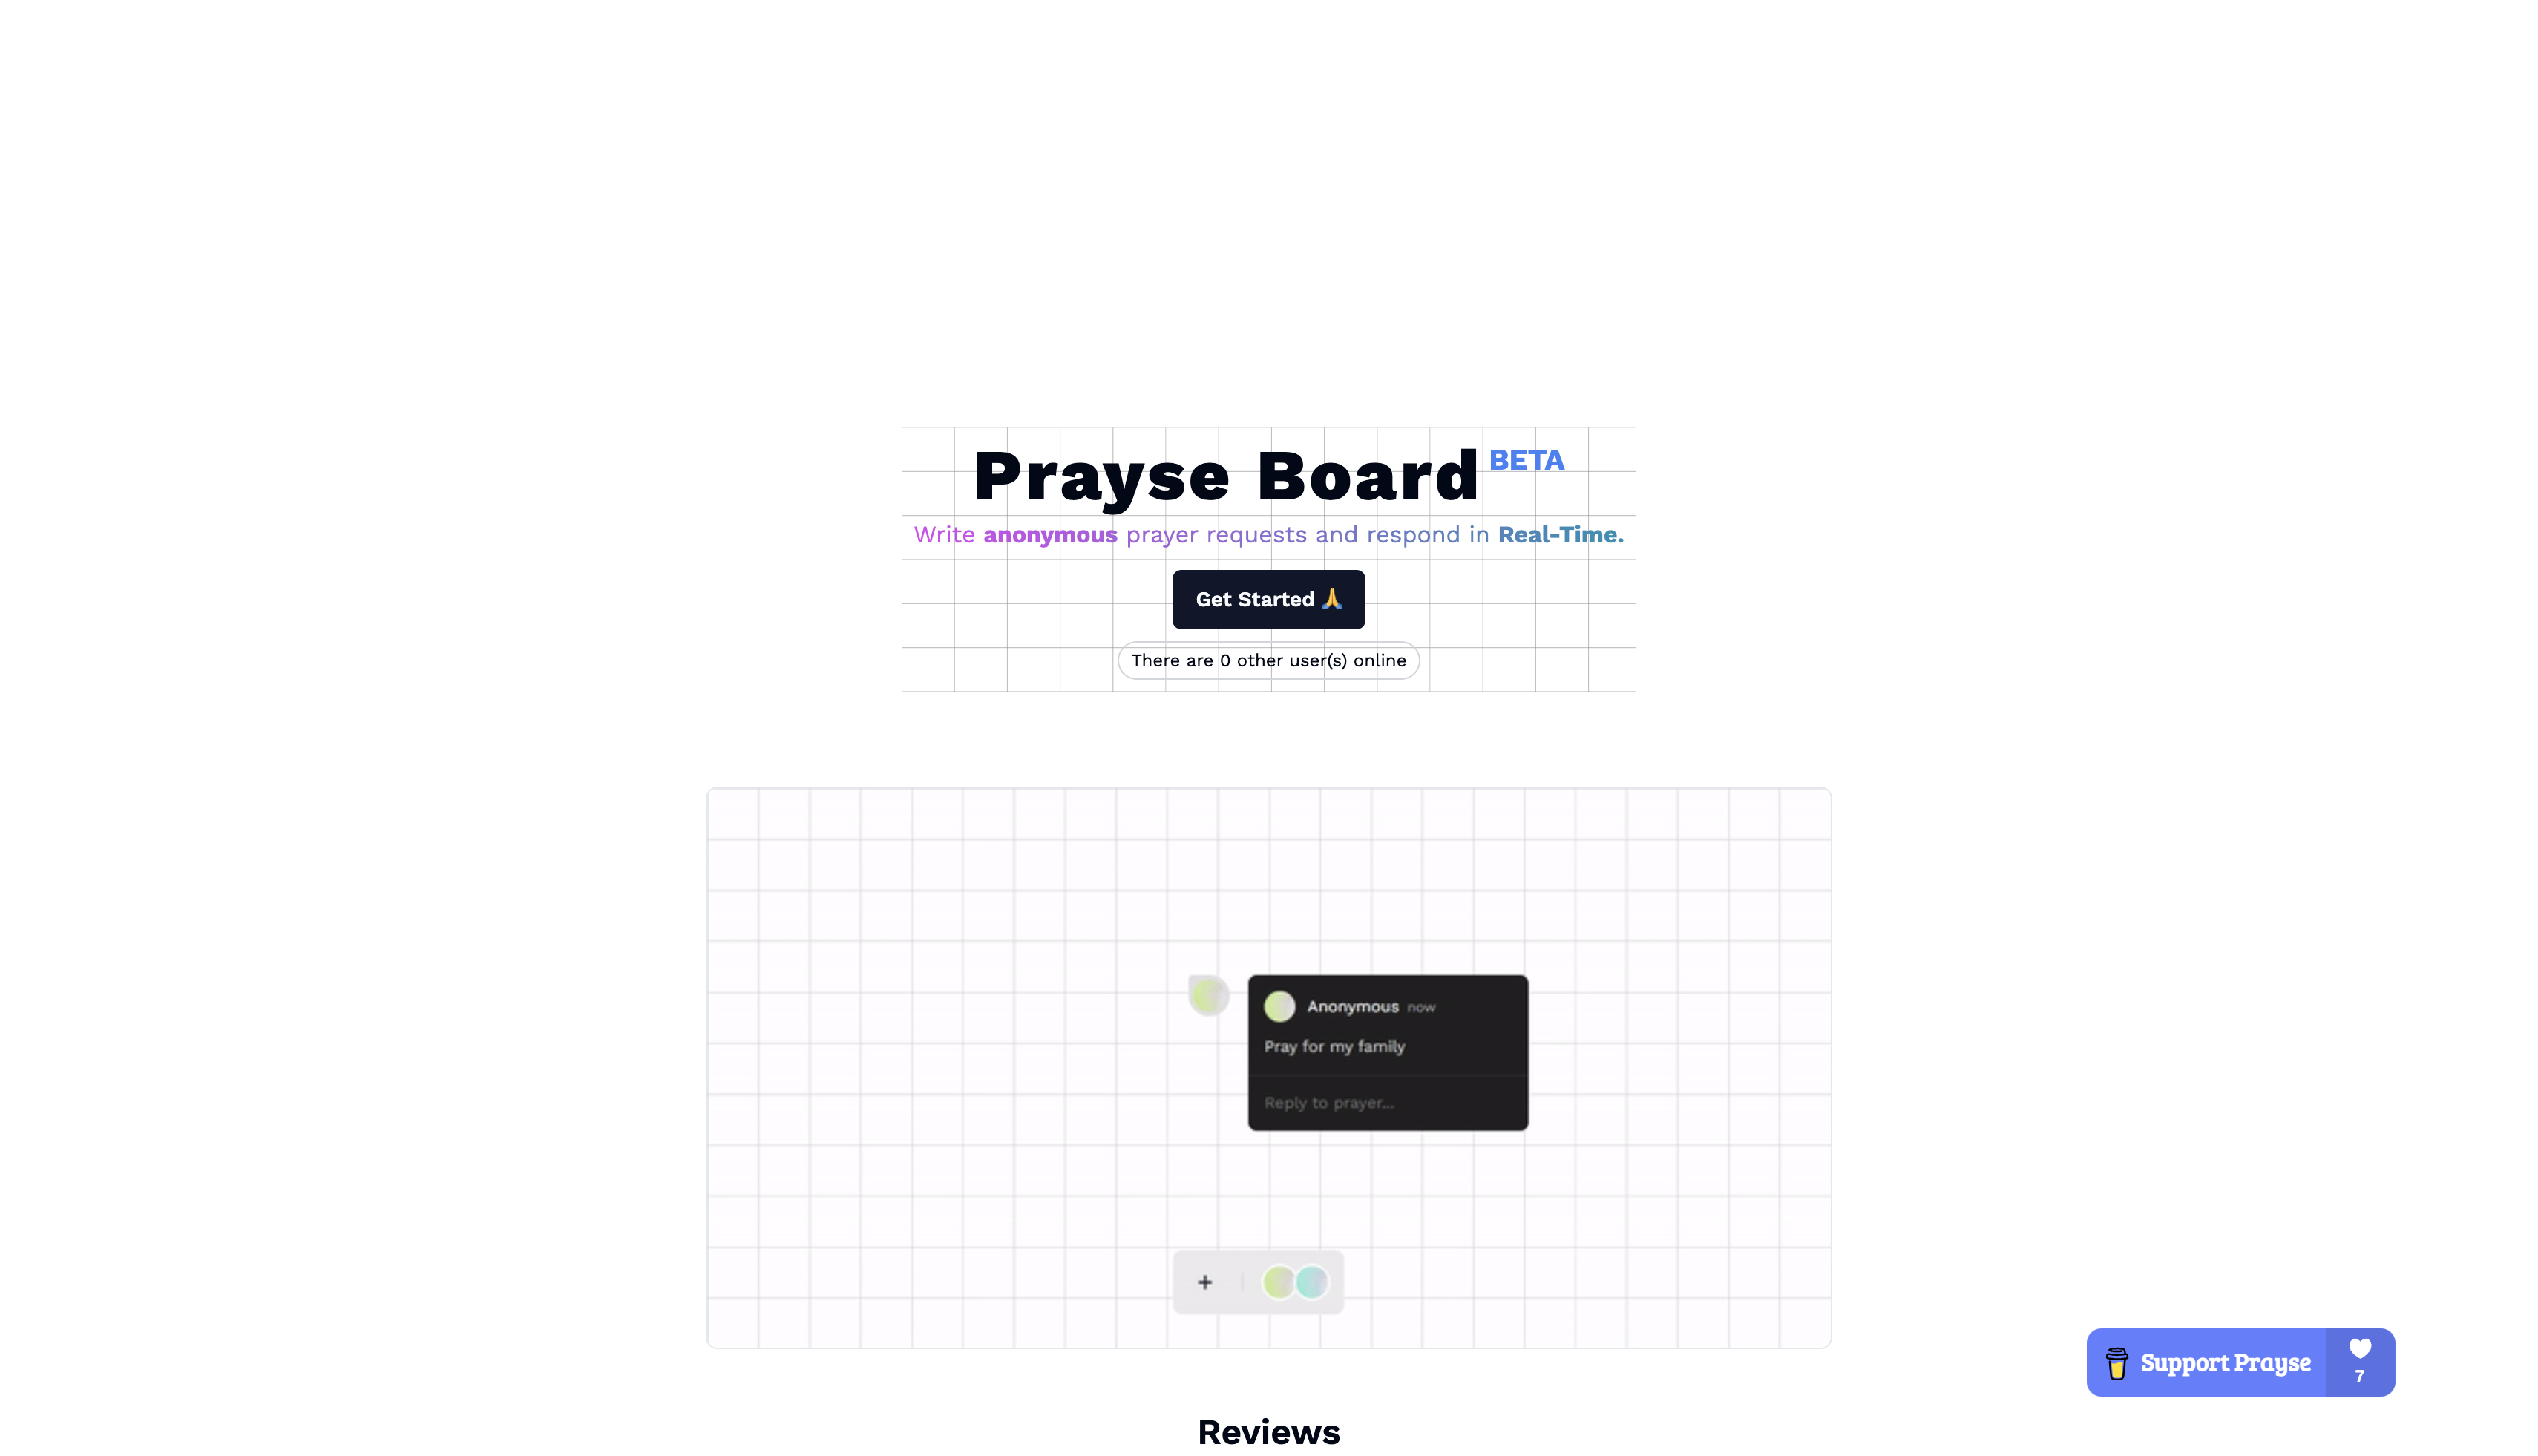 Prayse Board BETA
Write anonymous prayer requests and respond in Real-Time.
Get Started 🙏
There are 0 other user(s) online
Anonymous now
Pray for my family
Reply to prayer...
+
Support Prayse
7
Reviews